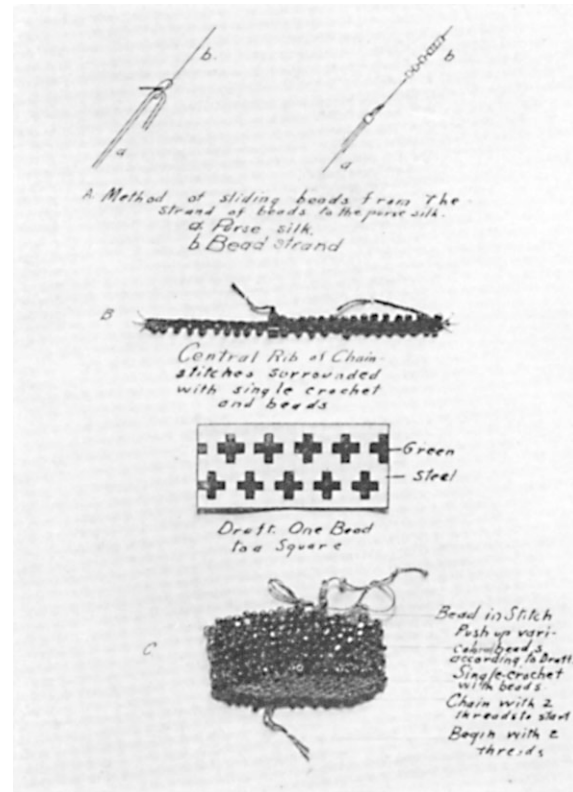 b.
b
a
a
A. Method of sliding beads from the
strand of beads to the purse silk.
a. Purse silk.
b. Bead strand
B
Central Rib of Chain
stitches surrounded
with single crochet
and beads
Green
Steel
Draft. One Bead
to a Square
C
Bead in Stitch
Push up vari-
beads
according to Draft.
Single-crochet
with beads.
Chain with 2
threads to start
Begin with 2
threids